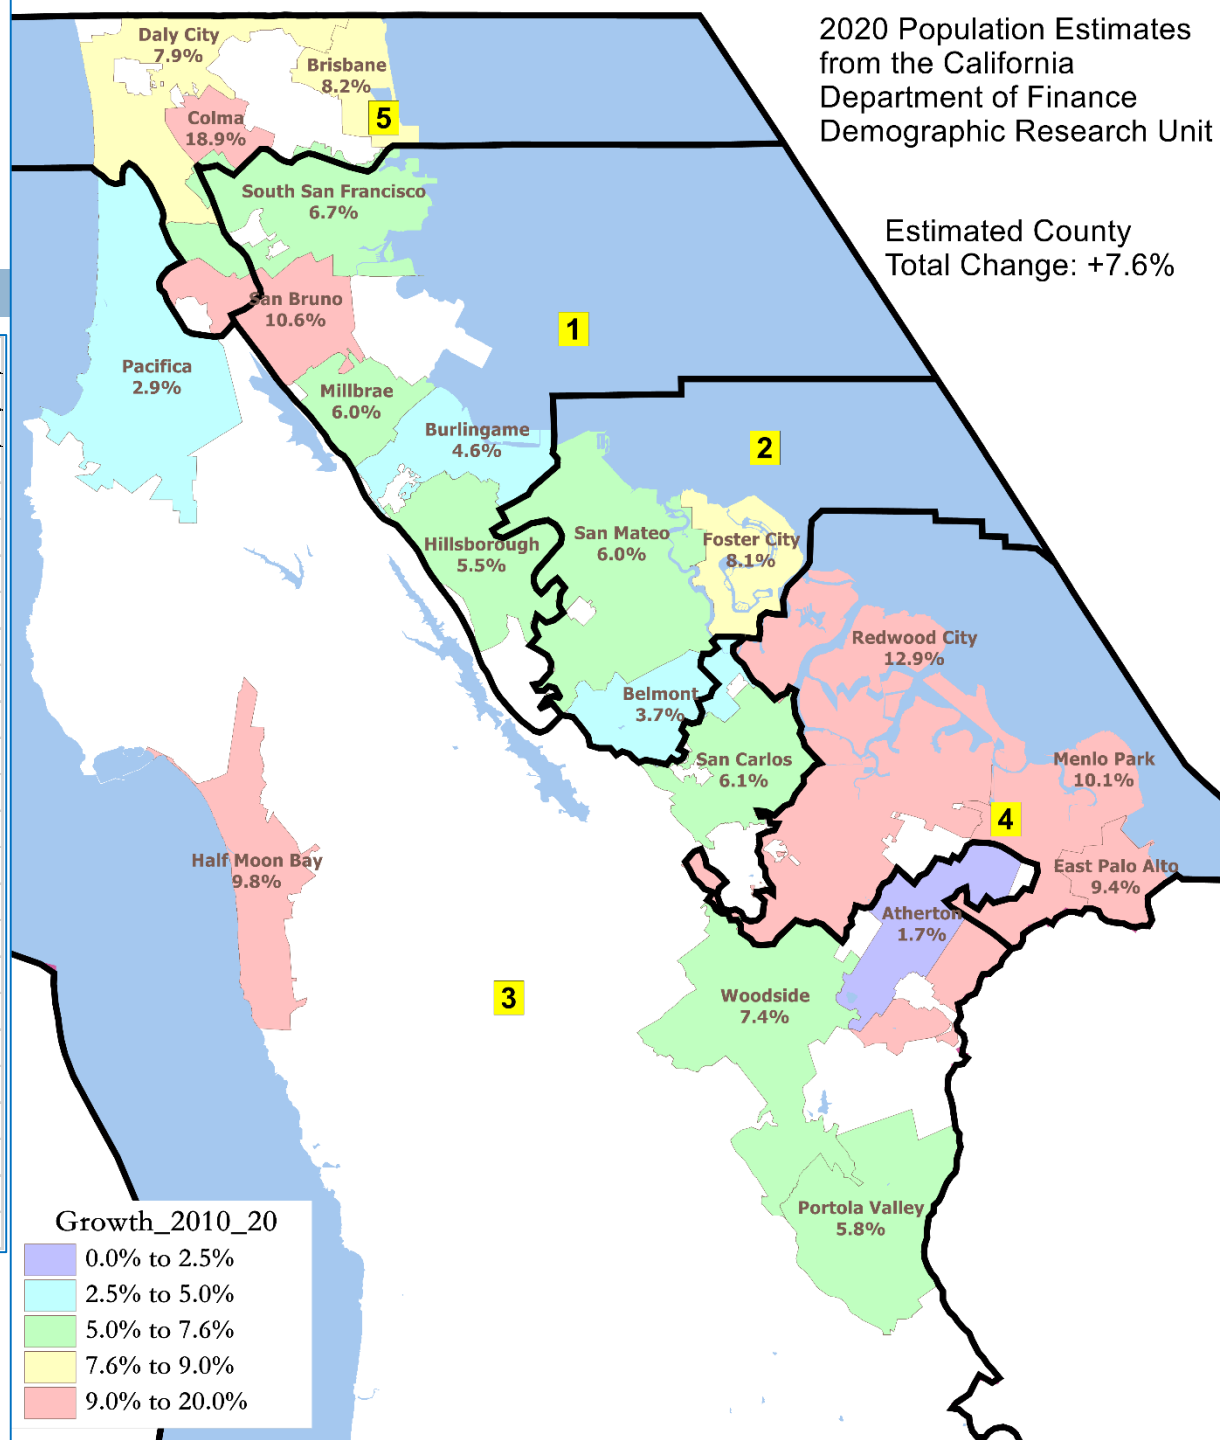 2020 Population Estimates
from the California
Department of Finance
Demographic Research Unit
Estimated County
Total Change: +7.6%
Daly City
7.9%
Brisbane
8.2%
5
Colma
18.9%
South San Francisco
6.7%
San Bruno
10.6%
1
Pacifica
2.9%
Millbrae
6.0%
Burlingame
4.6%
2
Hillsborough
5.5%
San Mateo
6.0%
Foster City
8.1%
Redwood City
12.9%
Belmont
3.7%
San Carlos
6.1%
Menlo Park
10.1%
4
Half Moon Bay
9.8%
East Palo Alto
9.4%
Atherton
1.7%
3
Woodside
7.4%
Portola Valley
5.8%
Growth_2010_20
0.0% to 2.5%
2.5% to 5.0%
5.0% to 7.6%
7.6% to 9.0%
9.0% to 20.0%